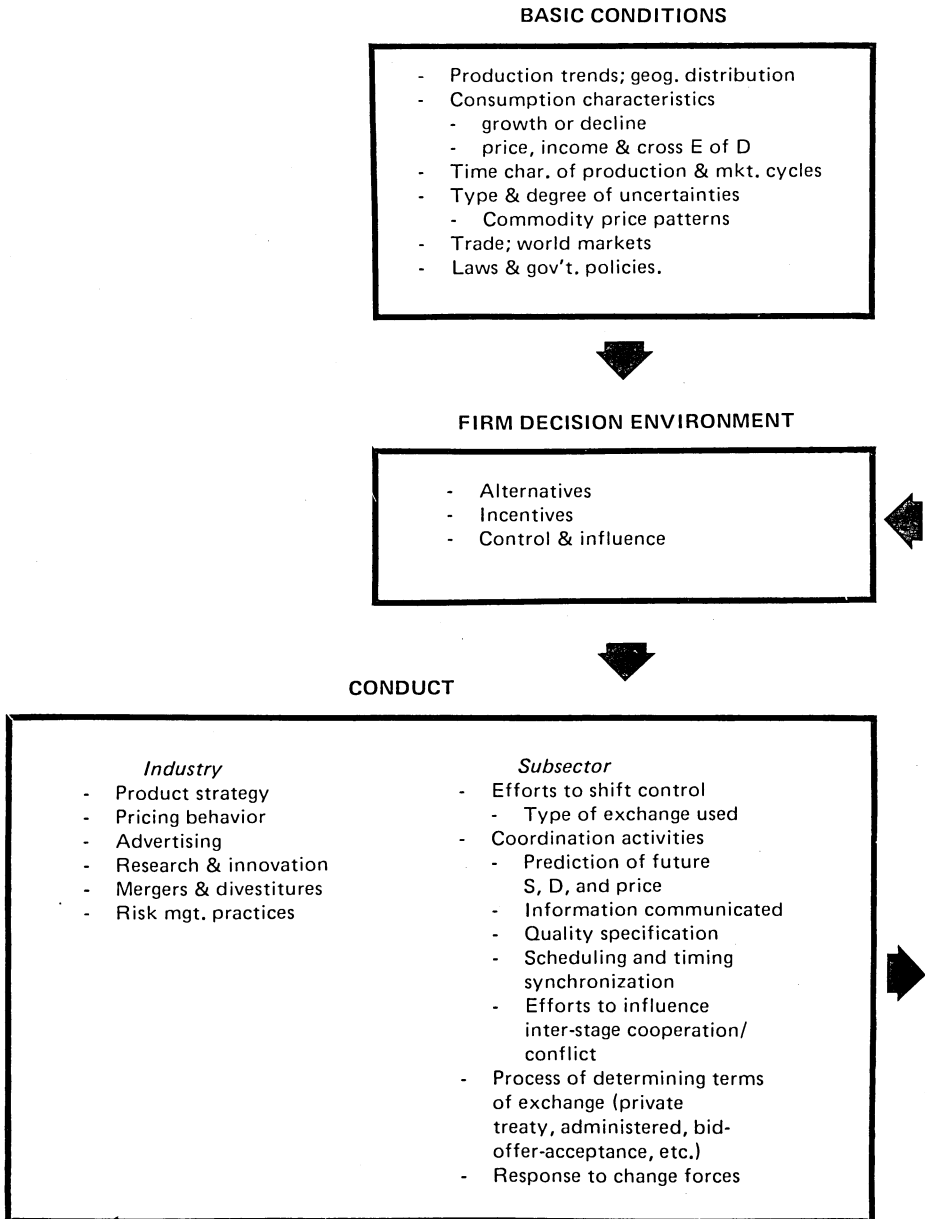 BASIC CONDITIONS
- Production trends; geog. distribution
- Consumption characteristics
- growth or decline
- price, income & cross E of D
- Time char. of production & mkt. cycles
- Type & degree of uncertainties
- Commodity price patterns
- Trade; world markets
- Laws & gov't. policies.
FIRM DECISION ENVIRONMENT
- Alternatives
- Incentives
- Control & influence
CONDUCT
Industry
- Product strategy
- Pricing behavior
- Advertising
- Research & innovation
- Mergers & divestitures
- Risk mgt. practices
Subsector
- Efforts to shift control
- Type of exchange used
- Coordination activities
- Prediction of future
S, D, and price
- Information communicated
- Quality specification
- Scheduling and timing
synchronization
- Efforts to influence
inter-stage cooperation/
conflict
- Process of determining terms
of exchange (private
treaty, administered, bid-
offer-acceptance, etc.)
- Response to change forces